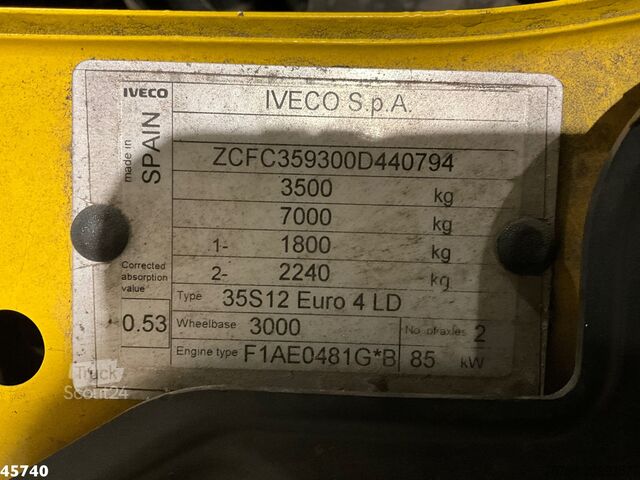 IVECO
IVECO S.p.A.
made in
SPAIN
ZCFC359300D440794
3500 kg
7000 kg
1- 1800 kg
2- 2240 kg
Corrected
absorption
value
0.53
Type 35S12 Euro 4 LD
Wheelbase 3000 No. of axles 2
Engine type F1AE0481G*B 85 kW
Truck
Scout24
45740